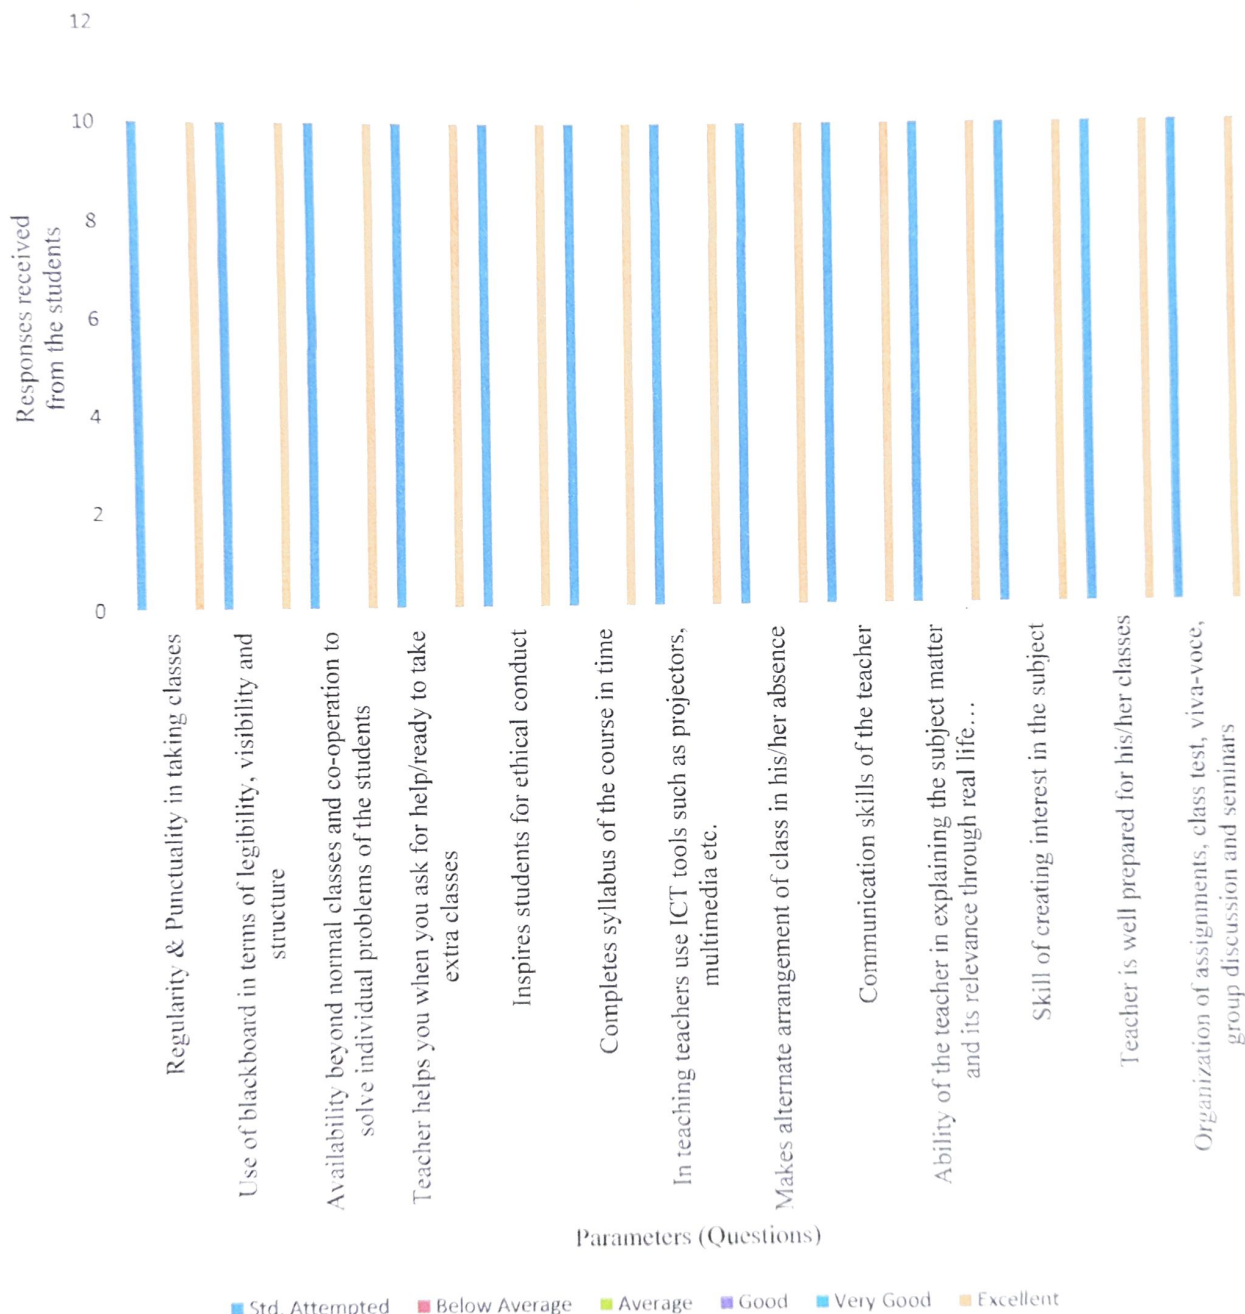 12
10
8
6
4
2
0
Responses received
from the students
Regularity & Punctuality in taking classes
Use of blackboard in terms of legibility, visibility and
structure
Availability beyond normal classes and co-operation to
solve individual problems of the students
Teacher helps you when you ask for help/ready to take
extra classes
Inspires students for ethical conduct
Completes syllabus of the course in time
In teaching teachers use ICT tools such as projectors,
multimedia etc.
Makes alternate arrangement of class in his/her absence
Communication skills of the teacher
Ability of the teacher in explaining the subject matter
and its relevance through real life…
Skill of creating interest in the subject
Teacher is well prepared for his/her classes
Organization of assignments, class test, viva-voce,
group discussion and seminars
Parameters (Questions)
Std. Attempted Below Average Average Good Very Good Excellent